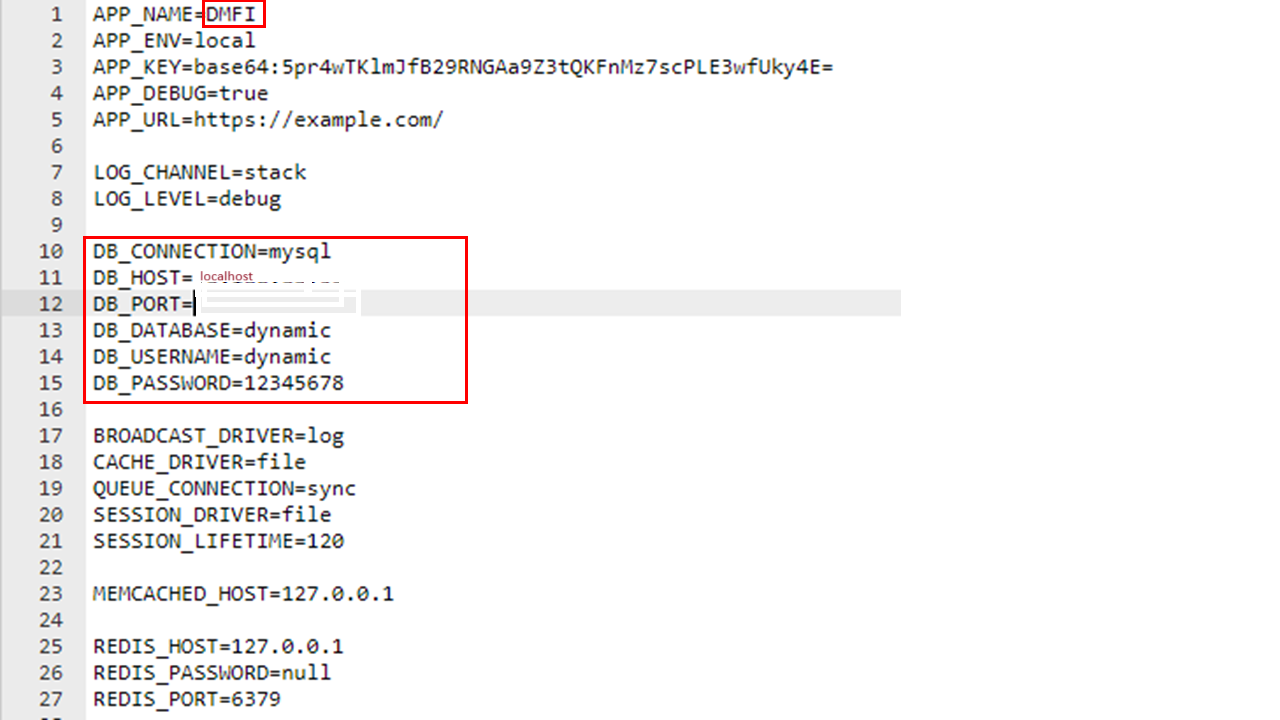 1 APP_NAME=DMFI
2 APP_ENV=local
3 APP_KEY=base64:5pr4wTKlmJfB29RNGAa9Z3tQKFnMz7scPLE3wfUky4E=
4 APP_DEBUG=true
5 APP_URL=https://example.com/
6
7 LOG_CHANNEL=stack
8 LOG_LEVEL=debug
9
10 DB_CONNECTION=mysql
11 DB_HOST= localhost
12 DB_PORT=
13 DB_DATABASE=dynamic
14 DB_USERNAME=dynamic
15 DB_PASSWORD=12345678
16
17 BROADCAST_DRIVER=log
18 CACHE_DRIVER=file
19 QUEUE_CONNECTION=sync
20 SESSION_DRIVER=file
21 SESSION_LIFETIME=120
22
23 MEMCACHED_HOST=127.0.0.1
24
25 REDIS_HOST=127.0.0.1
26 REDIS_PASSWORD=null
27 REDIS_PORT=6379